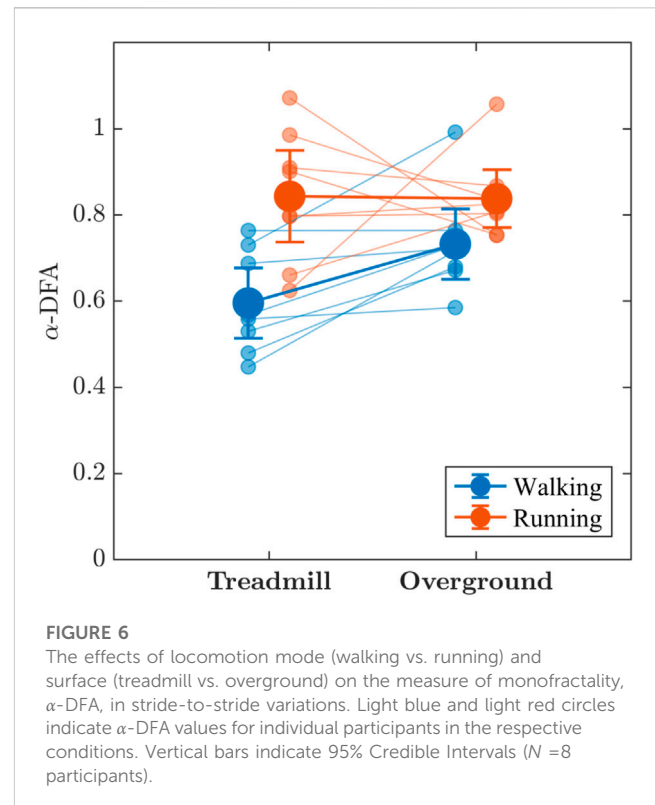 1
0.8
0.6
0.4
0.2
0
α-DFA
Treadmill Overground
Walking
Running
FIGURE 6
The effects of locomotion mode (walking vs. running) and
surface (treadmill vs. overground) on the measure of monofractality,
α-DFA, in stride-to-stride variations. Light blue and light red circles
indicate α-DFA values for individual participants in the respective
conditions. Vertical bars indicate 95% Credible Intervals (N =8
participants).